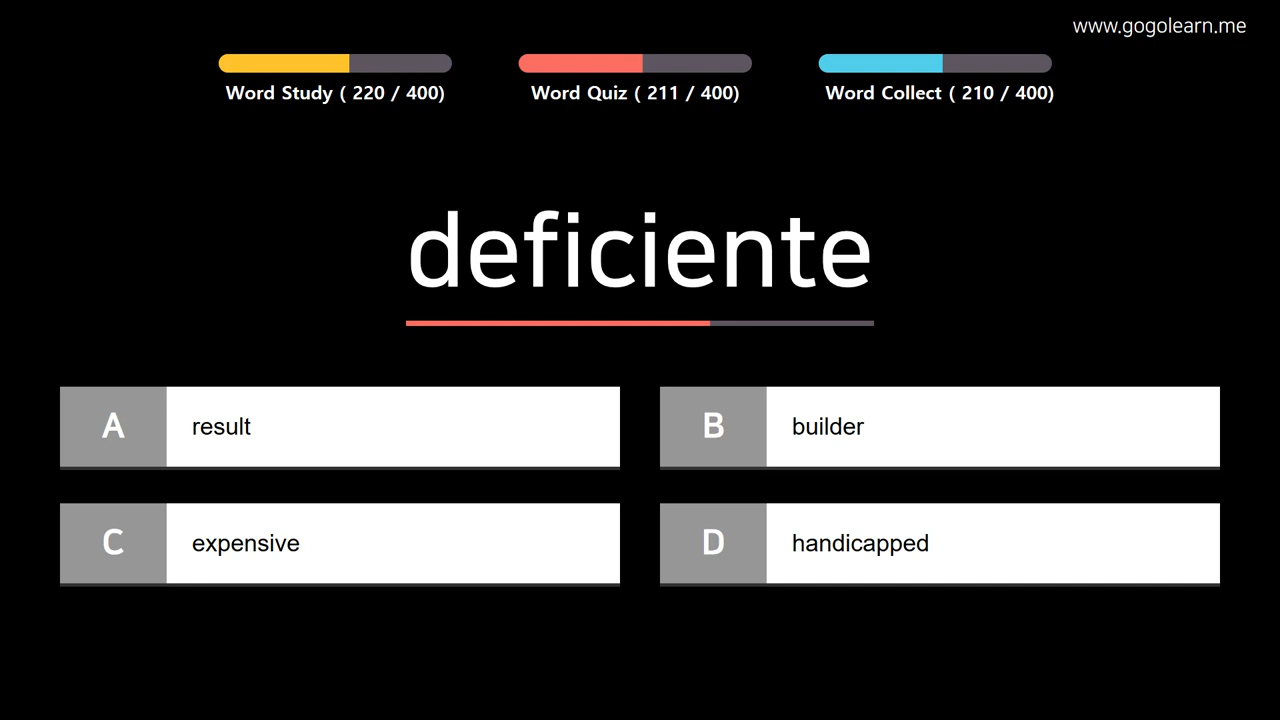 www.gogolearn.me
Word Study ( 220 / 400)
Word Quiz ( 211 / 400)
Word Collect ( 210 / 400)
deficiente
A result
B builder
C expensive
D handicapped